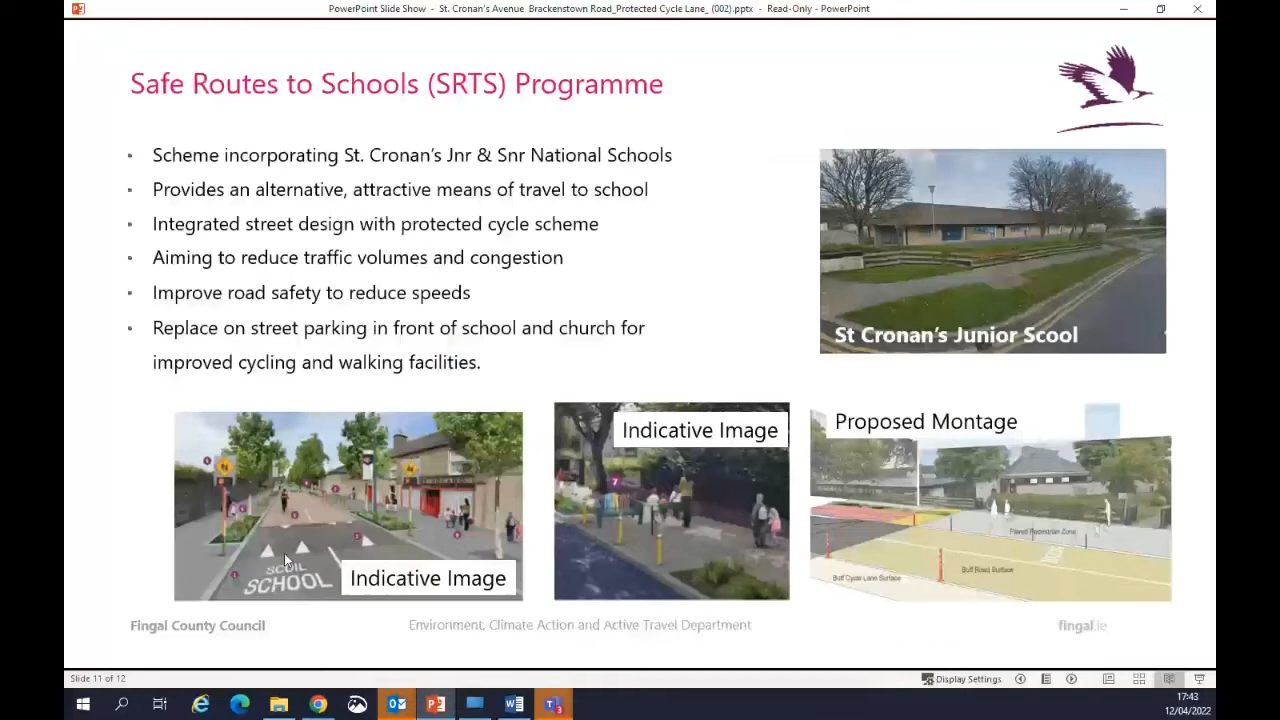 PowerPoint Slide Show - St. Cronan's Avenue Brackenstown Road_Protected Cycle Lane_ (002).pptx - Read-Only - PowerPoint
Safe Routes to Schools (SRTS) Programme
Scheme incorporating St. Cronan's Jnr & Snr National Schools
Provides an alternative, attractive means of travel to school
Integrated street design with protected cycle scheme
Aiming to reduce traffic volumes and congestion
Improve road safety to reduce speeds
Replace on street parking in front of school and church for
improved cycling and walking facilities.
St Cronan's Junior Scool
SCOIL
SCHOOL
Indicative Image
Indicative Image
7
Proposed Montage
Paved Pedestrian Zone
Buff Road Surface
Buff Cycle Lane Surface
Fingal County Council
Environment, Climate Action and Active Travel Department
fingal.ie
Slide 11 of 12
Display Settings
17:43
12/04/2022